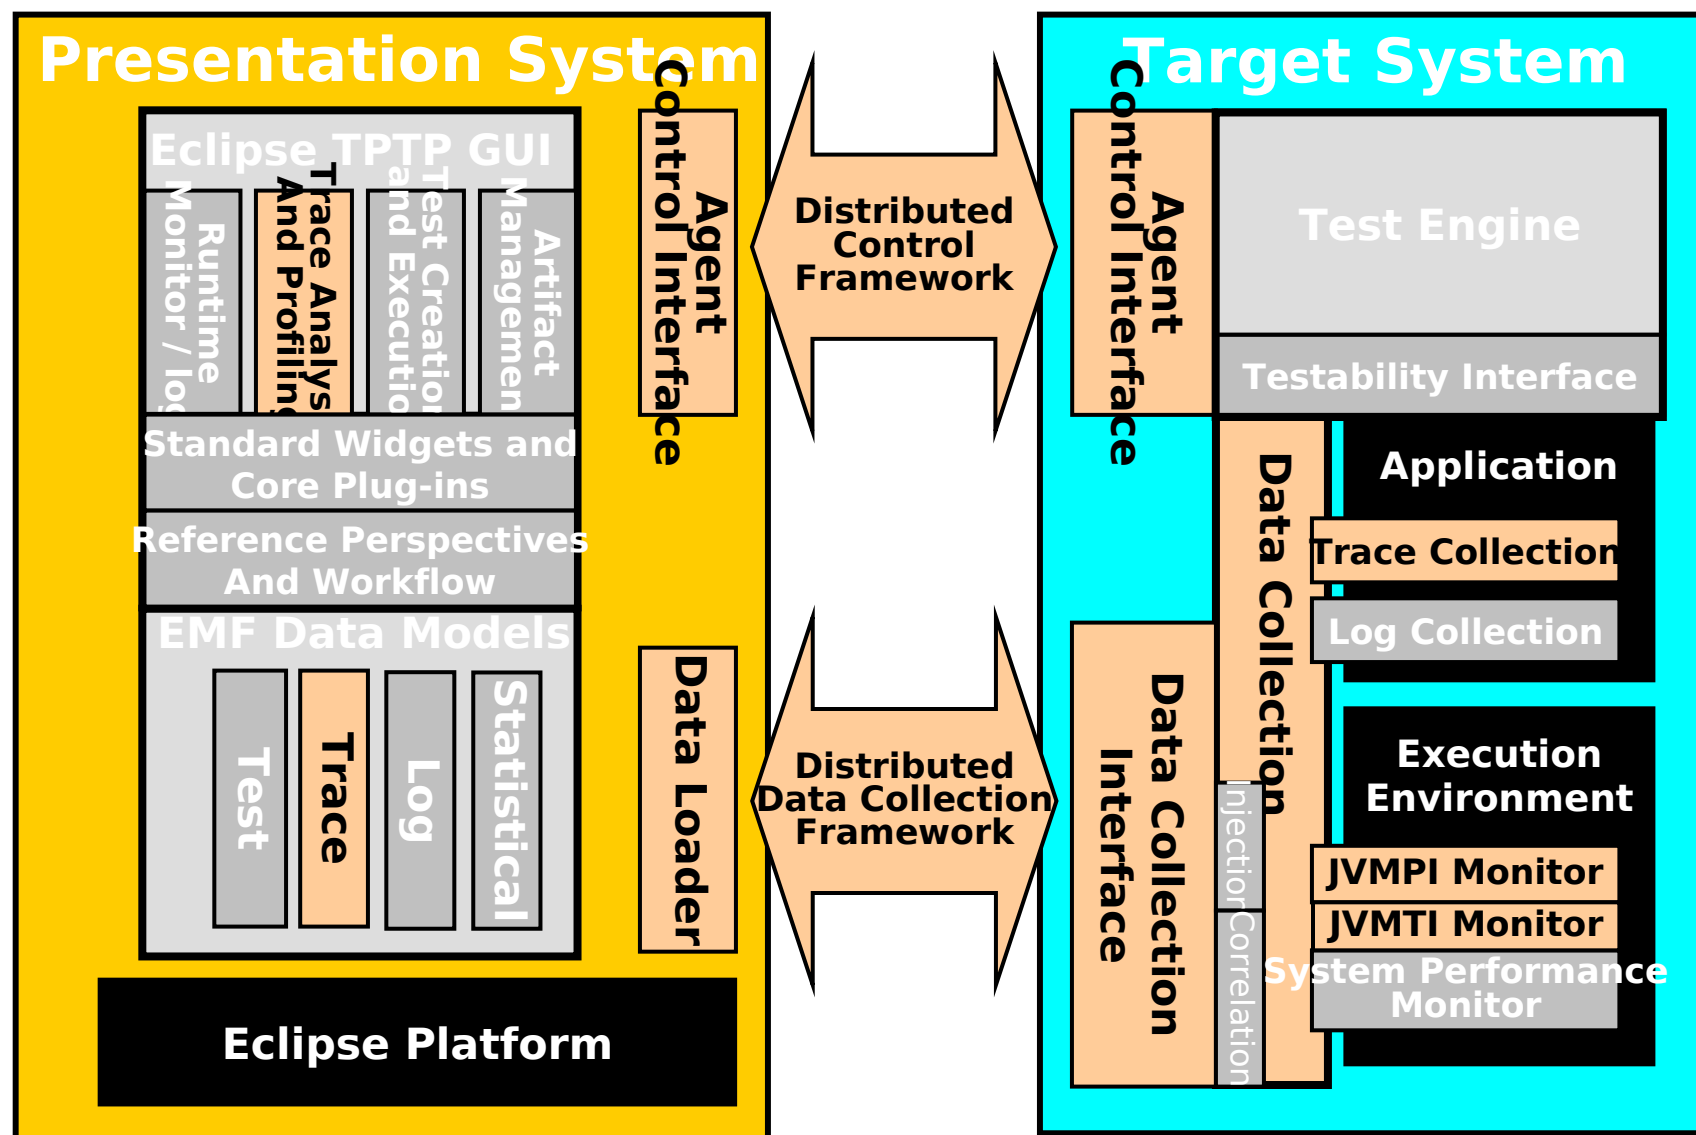 Presentation System
Eclipse TPTP GUI
Runtime
Monitor / log
Trace Analys
And Profiling
Test Creation
and Executio
Artifact
Managemen
Standard Widgets and
Core Plug-ins
Reference Perspectives
And Workflow
EMF Data Models
Test
Trace
Log
Statistical
Eclipse Platform
Agent
Control Interface
Data Loader
Distributed
Control
Framework
Distributed
Data Collection
Framework
Target System
Agent
Control Interface
Test Engine
Testability Interface
Data Collection
Data Collection
Interface
Injection
Correlation
Application
Trace Collection
Log Collection
Execution
Environment
JVMPI Monitor
JVMTI Monitor
System Performance
Monitor